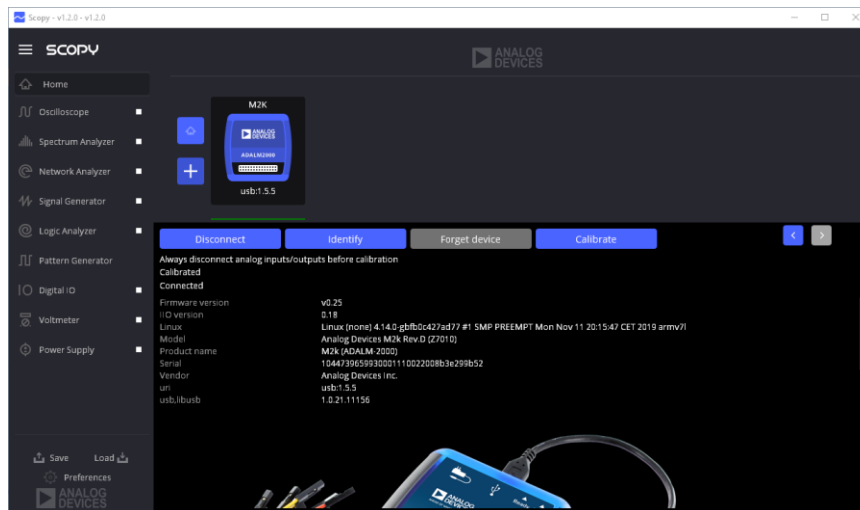 Scopy - v1.2.0 - v1.2.0
SCOPY
ANALOG
DEVICES
Home
Oscilloscope
Spectrum Analyzer
Network Analyzer
Signal Generator
Logic Analyzer
Pattern Generator
Digital IO
Voltmeter
Power Supply
Save Load
Preferences
ANALOG
DEVICES
M2K
ANALOG
DEVICES
ADALM2000
usb:1.5.5
Disconnect Identify Forget device Calibrate
Always disconnect analog inputs/outputs before calibration
Calibrated
Connected
Firmware version v0.25
IIO version 0.18
Linux Linux (none) 4.14.0-gbfb0c427ad77 #1 SMP PREEMPT Mon Nov 11 20:15:47 CET 2019 armv7l
Model Analog Devices M2k Rev.D (Z7010)
Product name M2k (ADALM-2000)
Serial 1044739659930001110022008b3e299b52
Vendor Analog Devices Inc.
uri usb:1.5.5
usb,libusb 1.0.21.11156
ANALOG
DEVICES
Ready